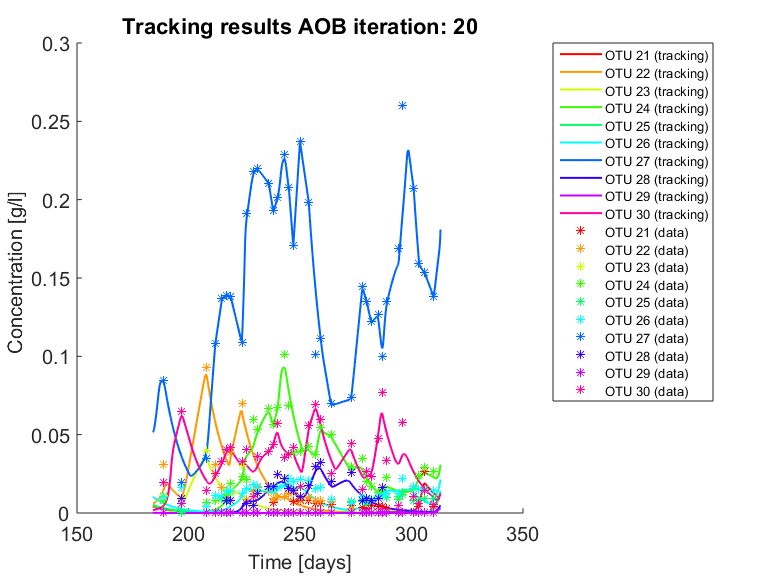 Tracking results AOB iteration: 20
0.3
0.25
0.2
0.15
0.1
0.05
0
Concentration [g/l]
150
200
250
300
350
Time [days]
OTU 21 (tracking)
OTU 22 (tracking)
OTU 23 (tracking)
OTU 24 (tracking)
OTU 25 (tracking)
OTU 26 (tracking)
OTU 27 (tracking)
OTU 28 (tracking)
OTU 29 (tracking)
OTU 30 (tracking)
OTU 21 (data)
OTU 22 (data)
OTU 23 (data)
OTU 24 (data)
OTU 25 (data)
OTU 26 (data)
OTU 27 (data)
OTU 28 (data)
OTU 29 (data)
OTU 30 (data)